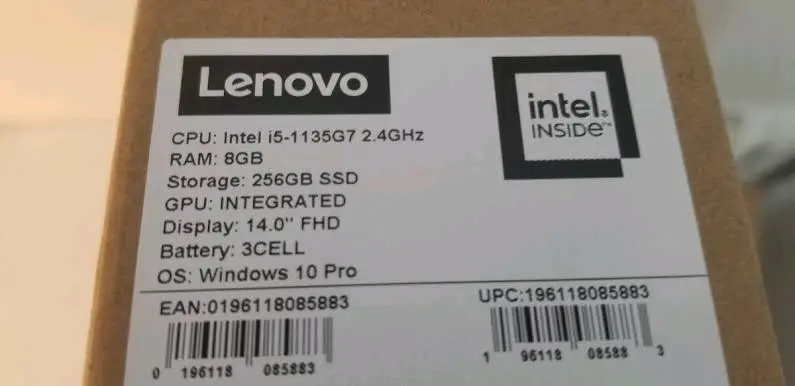 Lenovo
intel.
INSIDE™
CPU: Intel i5-1135G7 2.4GHz
RAM: 8GB
Storage: 256GB SSD
GPU: INTEGRATED
Display: 14.0" FHD
Battery: 3CELL
OS: Windows 10 Pro
EAN:0196118085883
UPC:196118085883
0 196118 085883
1 96118 08588 3